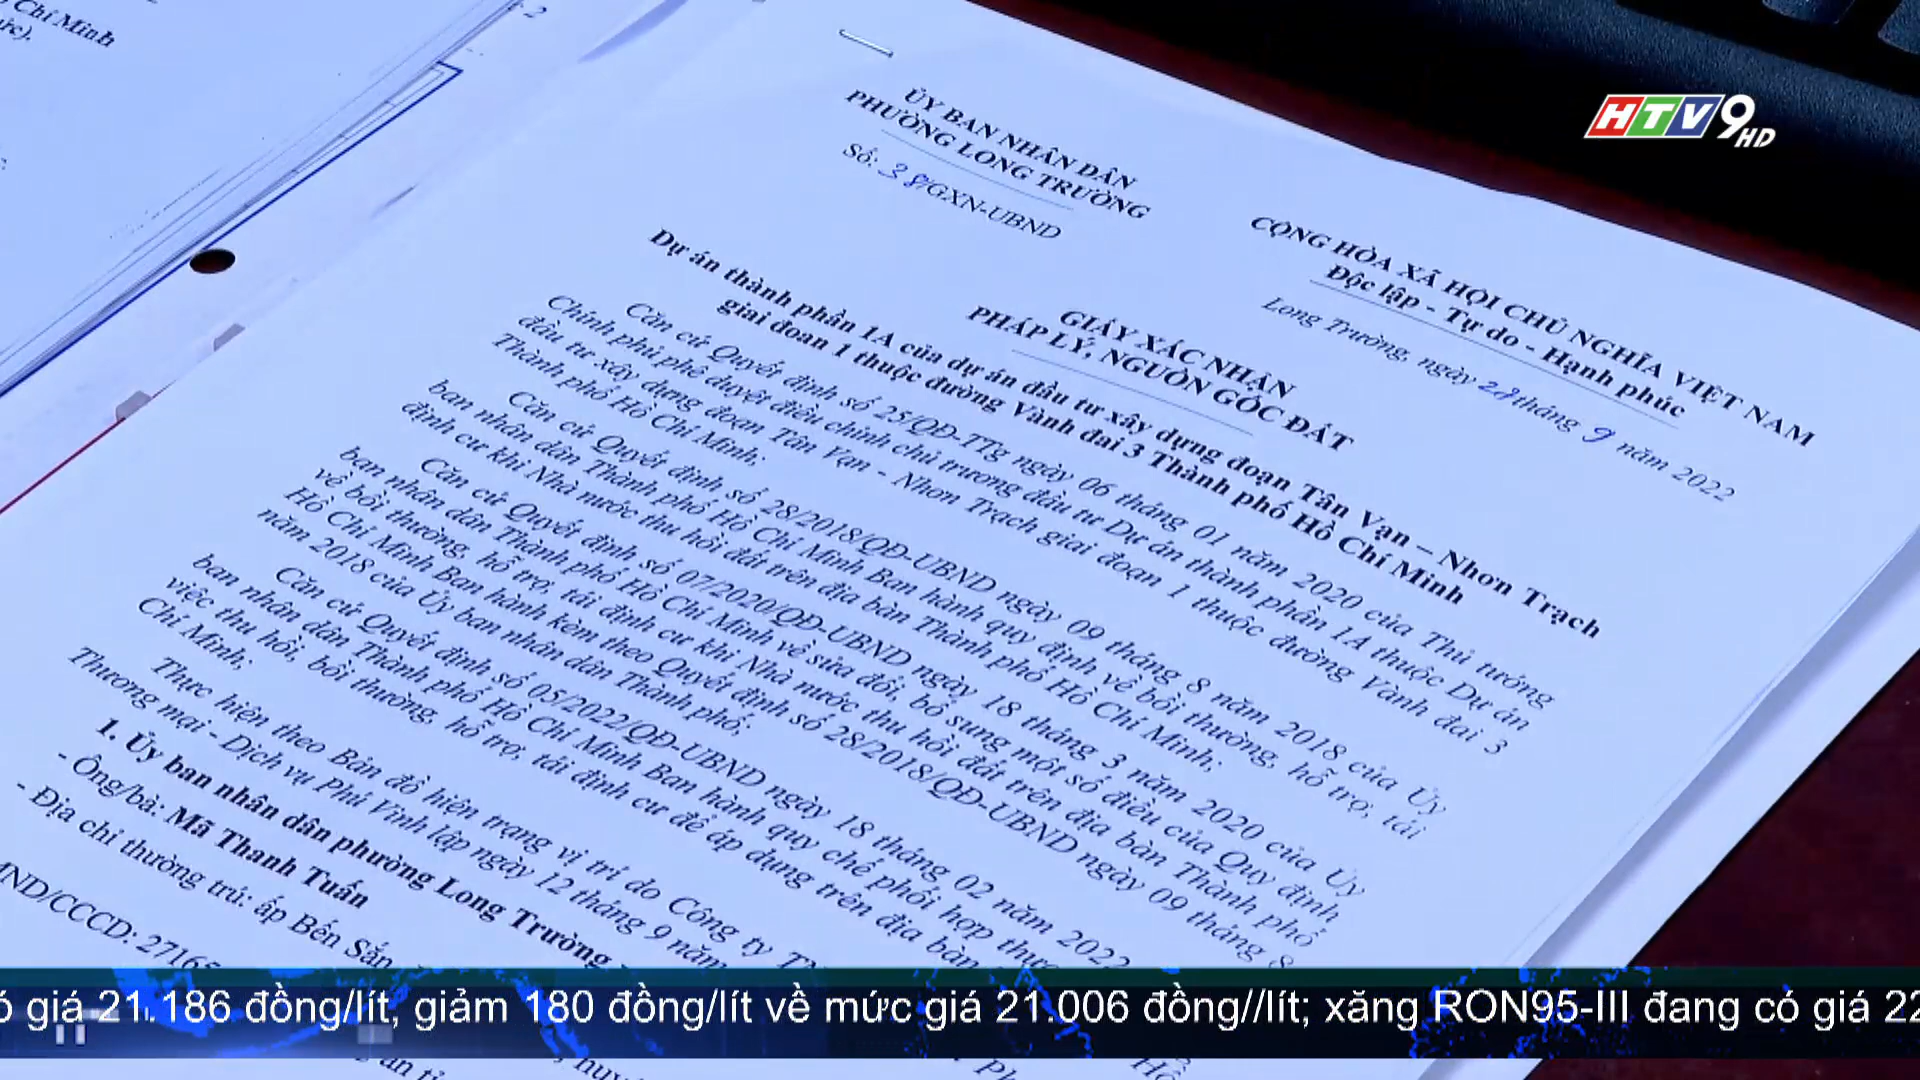 Chí Minh
HTV9 HD
ỦY BAN NHÂN DÂN
PHƯỜNG LONG TRƯỜNG
Số: 38/GXN-UBND
CỘNG HÒA XÃ HỘI CHỦ NGHĨA VIỆT NAM
Độc lập - Tự do - Hạnh phúc
Long Trường, ngày 28 tháng 9 năm 2022
GIẤY XÁC NHẬN
PHÁP LÝ, NGUỒN GỐC ĐẤT
Dự án thành phần 1A của dự án đầu tư xây dựng đoạn Tân Vạn – Nhơn Trạch
giai đoạn 1 thuộc đường Vành đai 3 Thành phố Hồ Chí Minh
Căn cứ Quyết định số 25/QĐ-TTg ngày 06 tháng 01 năm 2020 của Thủ tướng
Chính phủ phê duyệt điều chỉnh chủ trương đầu tư Dự án thành phần 1A thuộc Dự án
đầu tư xây dựng đoạn Tân Vạn - Nhơn Trạch giai đoạn 1 thuộc đường Vành đai 3
Thành phố Hồ Chí Minh;
Căn cứ Quyết định số 28/2018/QĐ-UBND ngày 09 tháng 8 năm 2018 của Ủy
ban nhân dân Thành phố Hồ Chí Minh Ban hành quy định về bồi thường, hỗ trợ, tái
định cư khi Nhà nước thu hồi đất trên địa bàn Thành phố Hồ Chí Minh;
Căn cứ Quyết định số 07/2020/QĐ-UBND ngày 18 tháng 3 năm 2020 của Ủy
ban nhân dân Thành phố Hồ Chí Minh về sửa đổi, bổ sung một số điều của Quy định
về bồi thường, hỗ trợ, tái định cư khi Nhà nước thu hồi đất trên địa bàn Thành phố
Hồ Chí Minh Ban hành kèm theo Quyết định số 28/2018/QĐ-UBND ngày 09 tháng 8
năm 2018 của Ủy ban nhân dân Thành phố;
Căn cứ Quyết định số 05/2022/QĐ-UBND ngày 18 tháng 02 năm 2022
ban nhân dân Thành phố Hồ Chí Minh Ban hành quy chế phối hợp thực
việc thu hồi, bồi thường, hỗ trợ, tái định cư để áp dụng trên địa bàn
Chí Minh;
Thực hiện theo Bản đồ hiện trạng vị trí do Công ty TN
Thương mại - Dịch vụ Phú Vinh lập ngày 12 tháng 9 năm
1. Ủy ban nhân dân phường Long Trường
- Ông/bà: Mã Thanh Tuấn
- Địa chỉ thường trú: ấp Bến Sắn,
MND/CCCD: 27165
giá 21.186 đồng/lít, giảm 180 đồng/lít về mức giá 21.006 đồng//lít; xăng RON95-III đang có giá 22